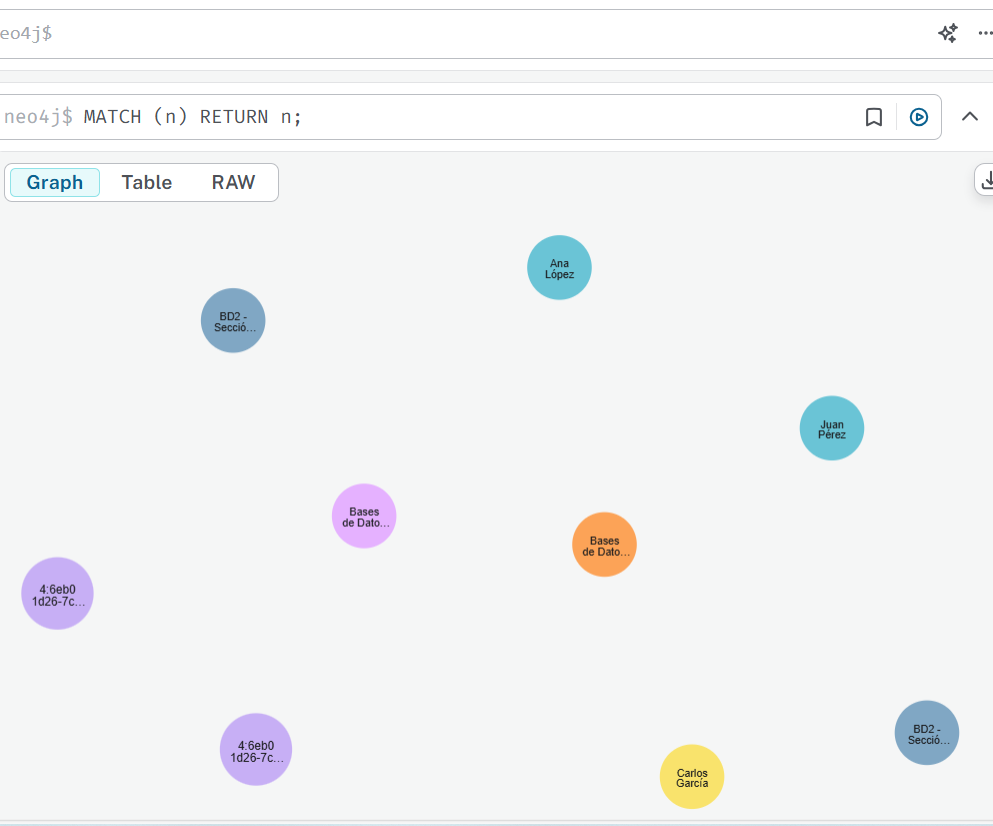 eo4j$
neo4j$ MATCH (n) RETURN n;
Graph Table RAW
Ana
López
BD2 -
Secció...
Juan
Pérez
Bases
de Dato...
Bases
de Dato...
4:6eb0
1d26-7c...
4:6eb0
1d26-7c...
BD2 -
Secció...
Carlos
García